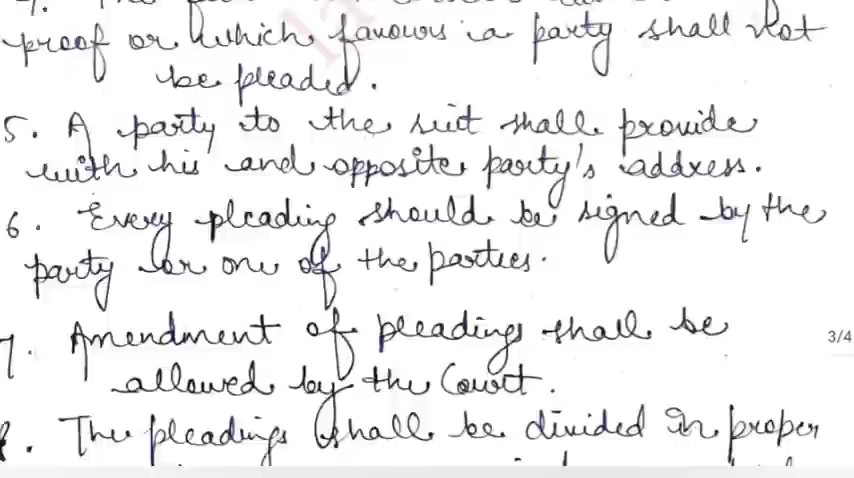 proof or which favours a party shall Not
be pleaded.
5. A party to the suit shall provide
with his and opposite party's address.
6. Every pleading should be signed by the
party or one of the parties.
7. Amendment of pleadings shall be
allowed by the Court.
3/4
8. The pleadings shall be divided in proper